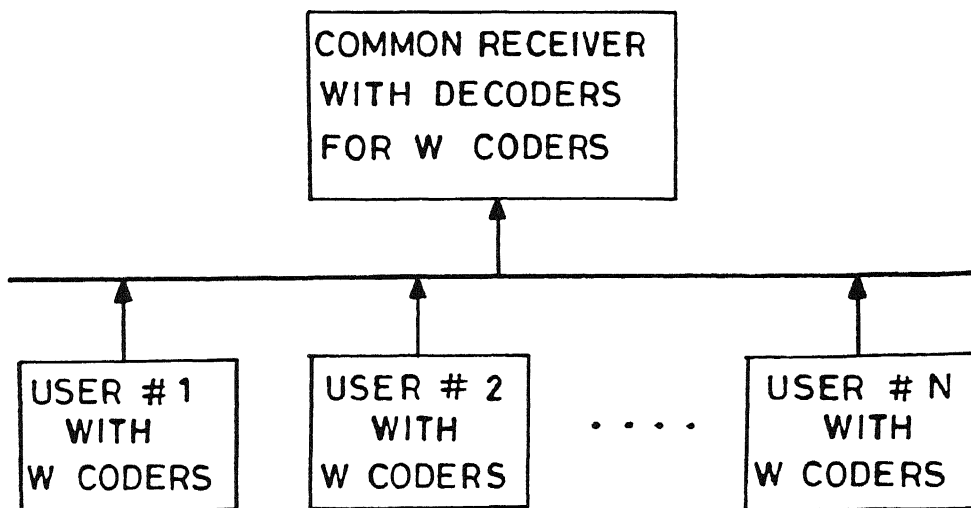 COMMON RECEIVER
WITH DECODERS
FOR W CODERS
USER # 1
WITH
W CODERS
USER # 2
WITH
W CODERS
. . . .
USER # N
WITH
W CODERS